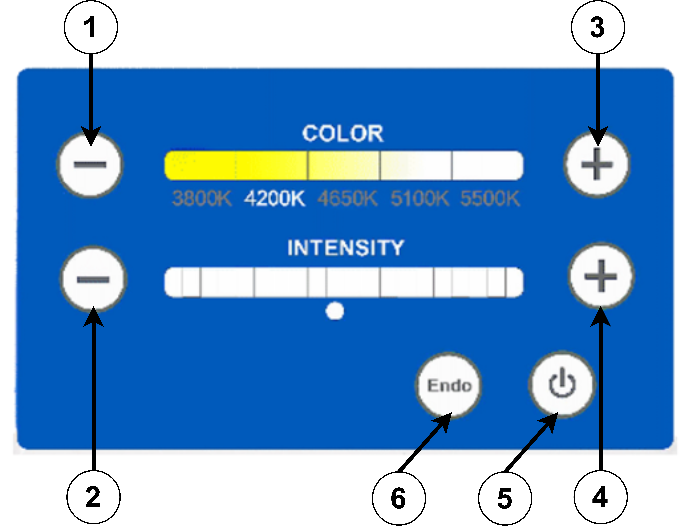 1 3
COLOR
3800K 4200K 4650K 5100K 5500K
INTENSITY
Endo
2 6 5 4